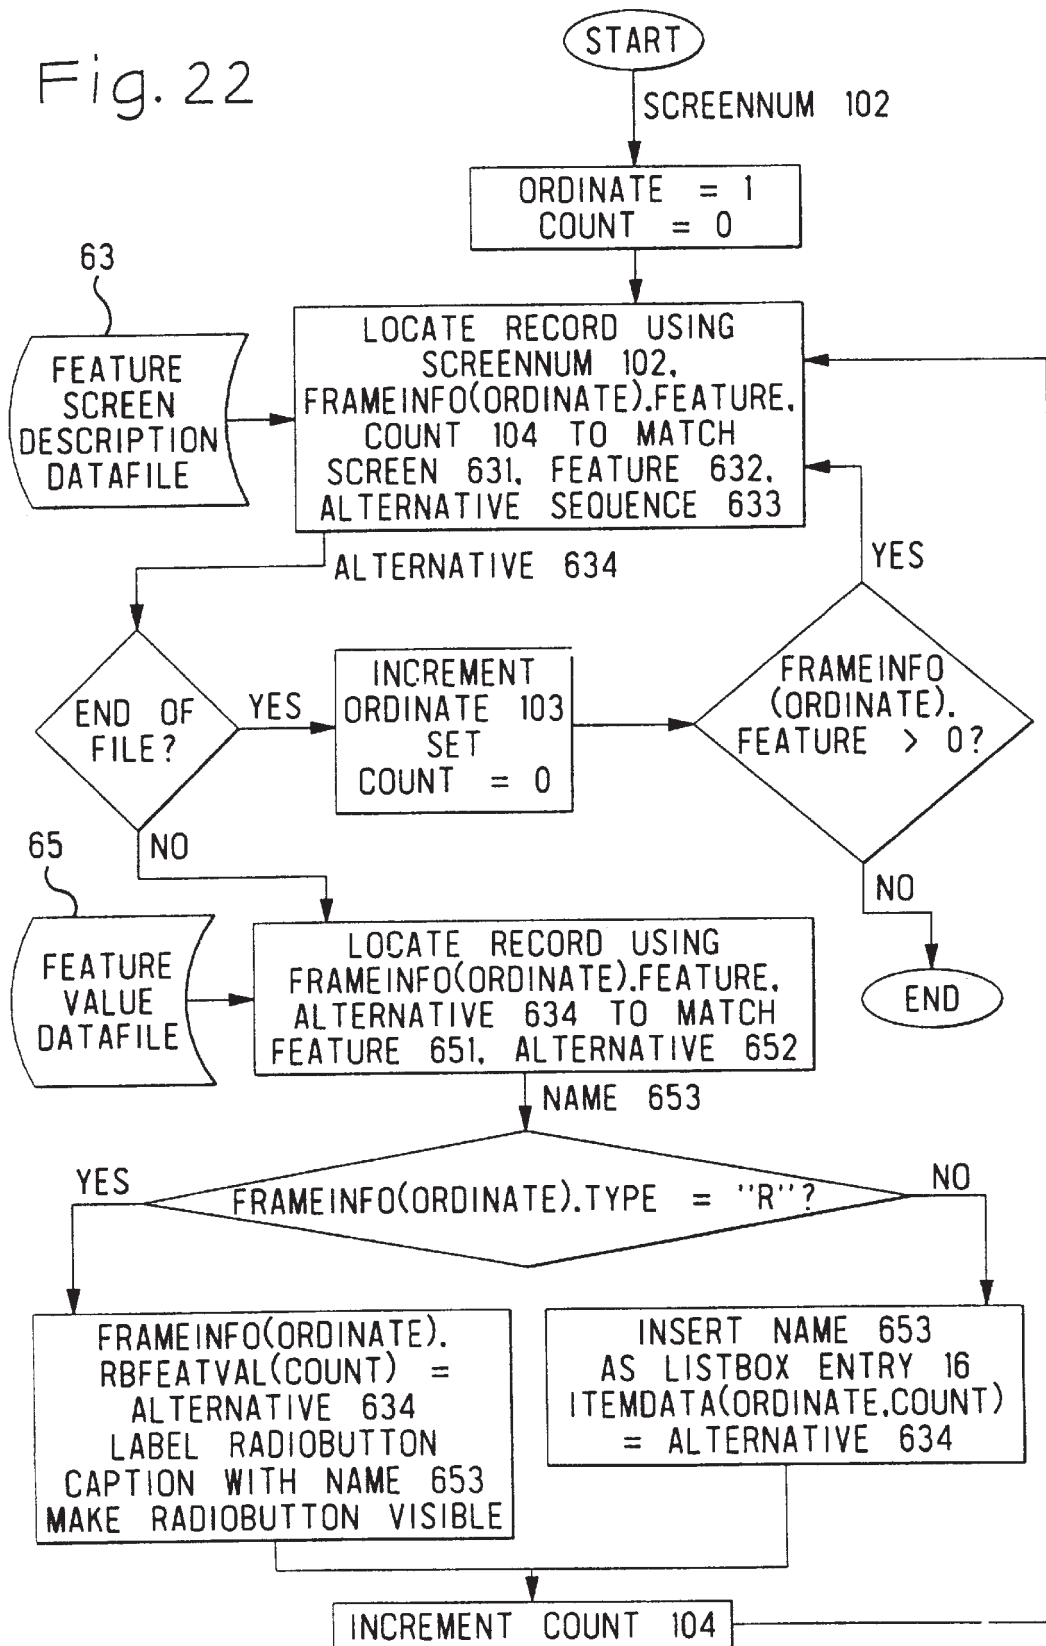 Fig. 22
START
SCREENNUM 102
ORDINATE = 1
COUNT = 0
63
FEATURE
SCREEN
DESCRIPTION
DATAFILE
LOCATE RECORD USING
SCREENNUM 102,
FRAMEINFO(ORDINATE).FEATURE,
COUNT 104 TO MATCH
SCREEN 631, FEATURE 632,
ALTERNATIVE SEQUENCE 633
ALTERNATIVE 634
YES
END OF
FILE?
YES
INCREMENT
ORDINATE 103
SET
COUNT = 0
FRAMEINFO
(ORDINATE).
FEATURE > 0?
NO
NO
END
65
FEATURE
VALUE
DATAFILE
LOCATE RECORD USING
FRAMEINFO(ORDINATE).FEATURE,
ALTERNATIVE 634 TO MATCH
FEATURE 651, ALTERNATIVE 652
NAME 653
YES
FRAMEINFO(ORDINATE).TYPE = "R"?
NO
FRAMEINFO(ORDINATE).
RBFEATVAL(COUNT) =
ALTERNATIVE 634
LABEL RADIOBUTTON
CAPTION WITH NAME 653
MAKE RADIOBUTTON VISIBLE
INSERT NAME 653
AS LISTBOX ENTRY 16
ITEMDATA(ORDINATE,COUNT)
= ALTERNATIVE 634
INCREMENT COUNT 104